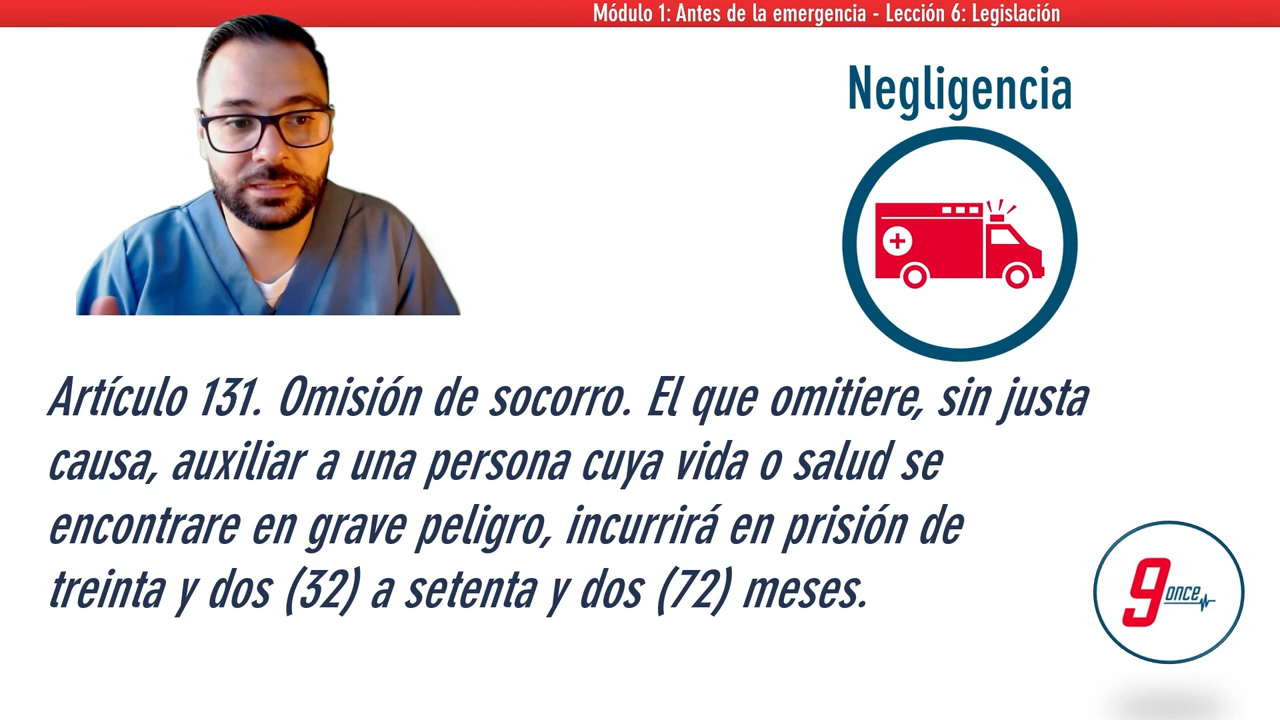 Módulo 1: Antes de la emergencia - Lección 6: Legislación
Negligencia
Artículo 131. Omisión de socorro. El que omitiere, sin justa
causa, auxiliar a una persona cuya vida o salud se
encontrare en grave peligro, incurrirá en prisión de
treinta y dos (32) a setenta y dos (72) meses.
9once